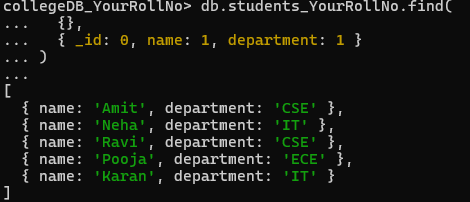 collegeDB_YourRollNo> db.students_YourRollNo.find(
...   {},
...   { _id: 0, name: 1, department: 1 }
... )
...
[
  { name: 'Amit', department: 'CSE' },
  { name: 'Neha', department: 'IT' },
  { name: 'Ravi', department: 'CSE' },
  { name: 'Pooja', department: 'ECE' },
  { name: 'Karan', department: 'IT' }
]